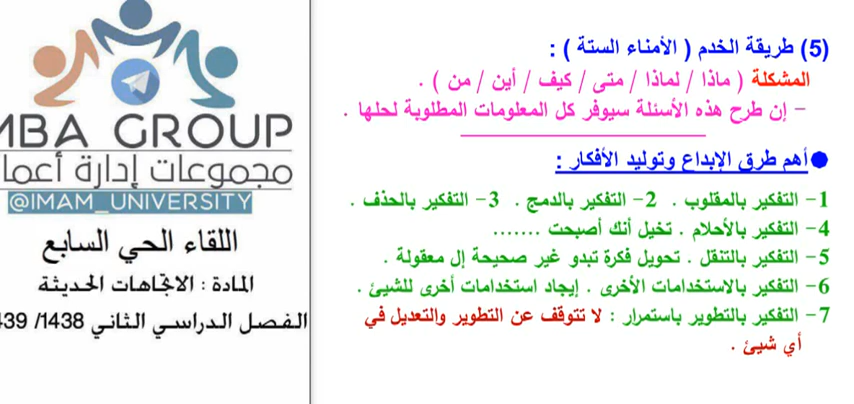 (5) طريقة الخدم ( الأمناء الستة ) :
المشكلة ( ماذا / لماذا / متى / كيف / أين / من ) .
– إن طرح هذه الأسئلة سيوفر كل المعلومات المطلوبة لحلها .
●أهم طرق الإبداع وتوليد الأفكار :
1– التفكير بالمقلوب . 2– التفكير بالدمج . 3– التفكير بالحذف .
4– التفكير بالأحلام . تخيل أنك أصبحت .......
5– التفكير بالتنقل . تحويل فكرة تبدو غير صحيحة إل معقولة .
6– التفكير بالاستخدامات الأخرى . إيجاد استخدامات أخرى للشيئ .
7– التفكير بالتطوير باستمرار : لا تتوقف عن التطوير والتعديل في
أي شيئ .
MBA GROUP
مجموعات إدارة أعما
@IMAM_UNIVERSITY
اللقاء الحي السابع
المادة : الاتجاهات الحديثة
الفصل الدراسي الثاني 1438/ 39